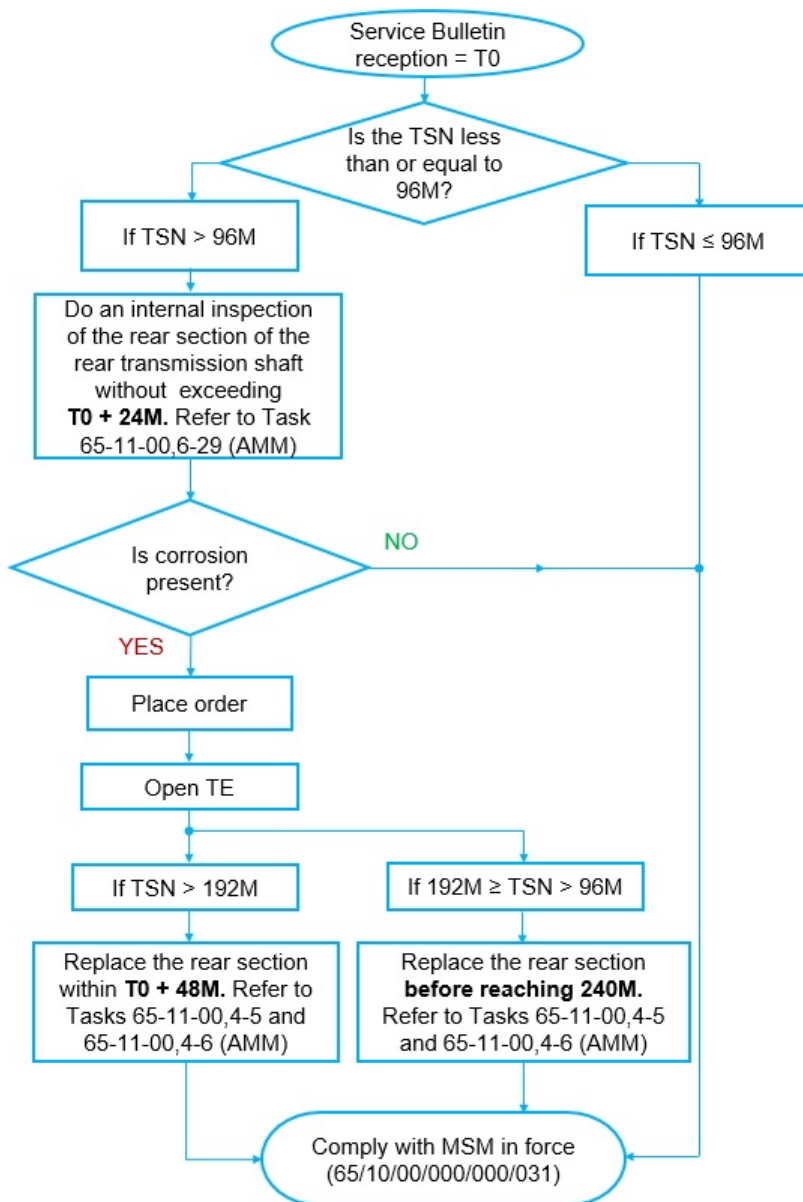 Service Bulletin
reception = T0
Is the TSN less
than or equal to
96M?
If TSN > 96M
If TSN ≤ 96M
Do an internal inspection
of the rear section of the
rear transmission shaft
without exceeding
T0 + 24M. Refer to Task
65-11-00,6-29 (AMM)
Is corrosion
present?
NO
YES
Place order
Open TE
If TSN > 192M
If 192M ≥ TSN > 96M
Replace the rear section
within T0 + 48M. Refer to
Tasks 65-11-00,4-5 and
65-11-00,4-6 (AMM)
Replace the rear section
before reaching 240M.
Refer to Tasks 65-11-00,4-5
and 65-11-00,4-6 (AMM)
Comply with MSM in force
(65/10/00/000/000/031)